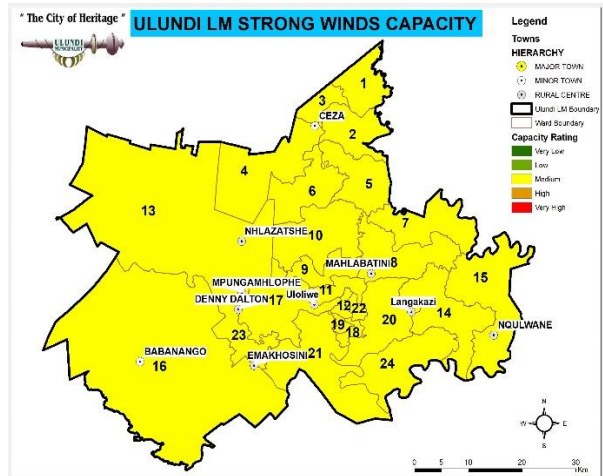 " The City of Heritage "
ULUNDI
MUNICIPALITY
ULUNDI LM STRONG WINDS CAPACITY
Legend
Towns
HIERARCHY
MAJOR TOWN
MINOR TOWN
RURAL CENTRE
Ulundi LM Boundary
Ward Boundary
Capacity Rating
Very Low
Low
Medium
High
Very High
1
3
CEZA
2
4
5
6
13
7
NHLAZATSHE
10
MAHLABATINI
8
9
15
MPUNGAMHLOPHE
11
DENNY DALTON
17
Uloliwe
12
22
Langakazi
14
20
19
18
23
NQULWANE
21
BABANANGO
16
EMAKHOSINI
24
N
W
E
S
0 5 10 20 30
Km